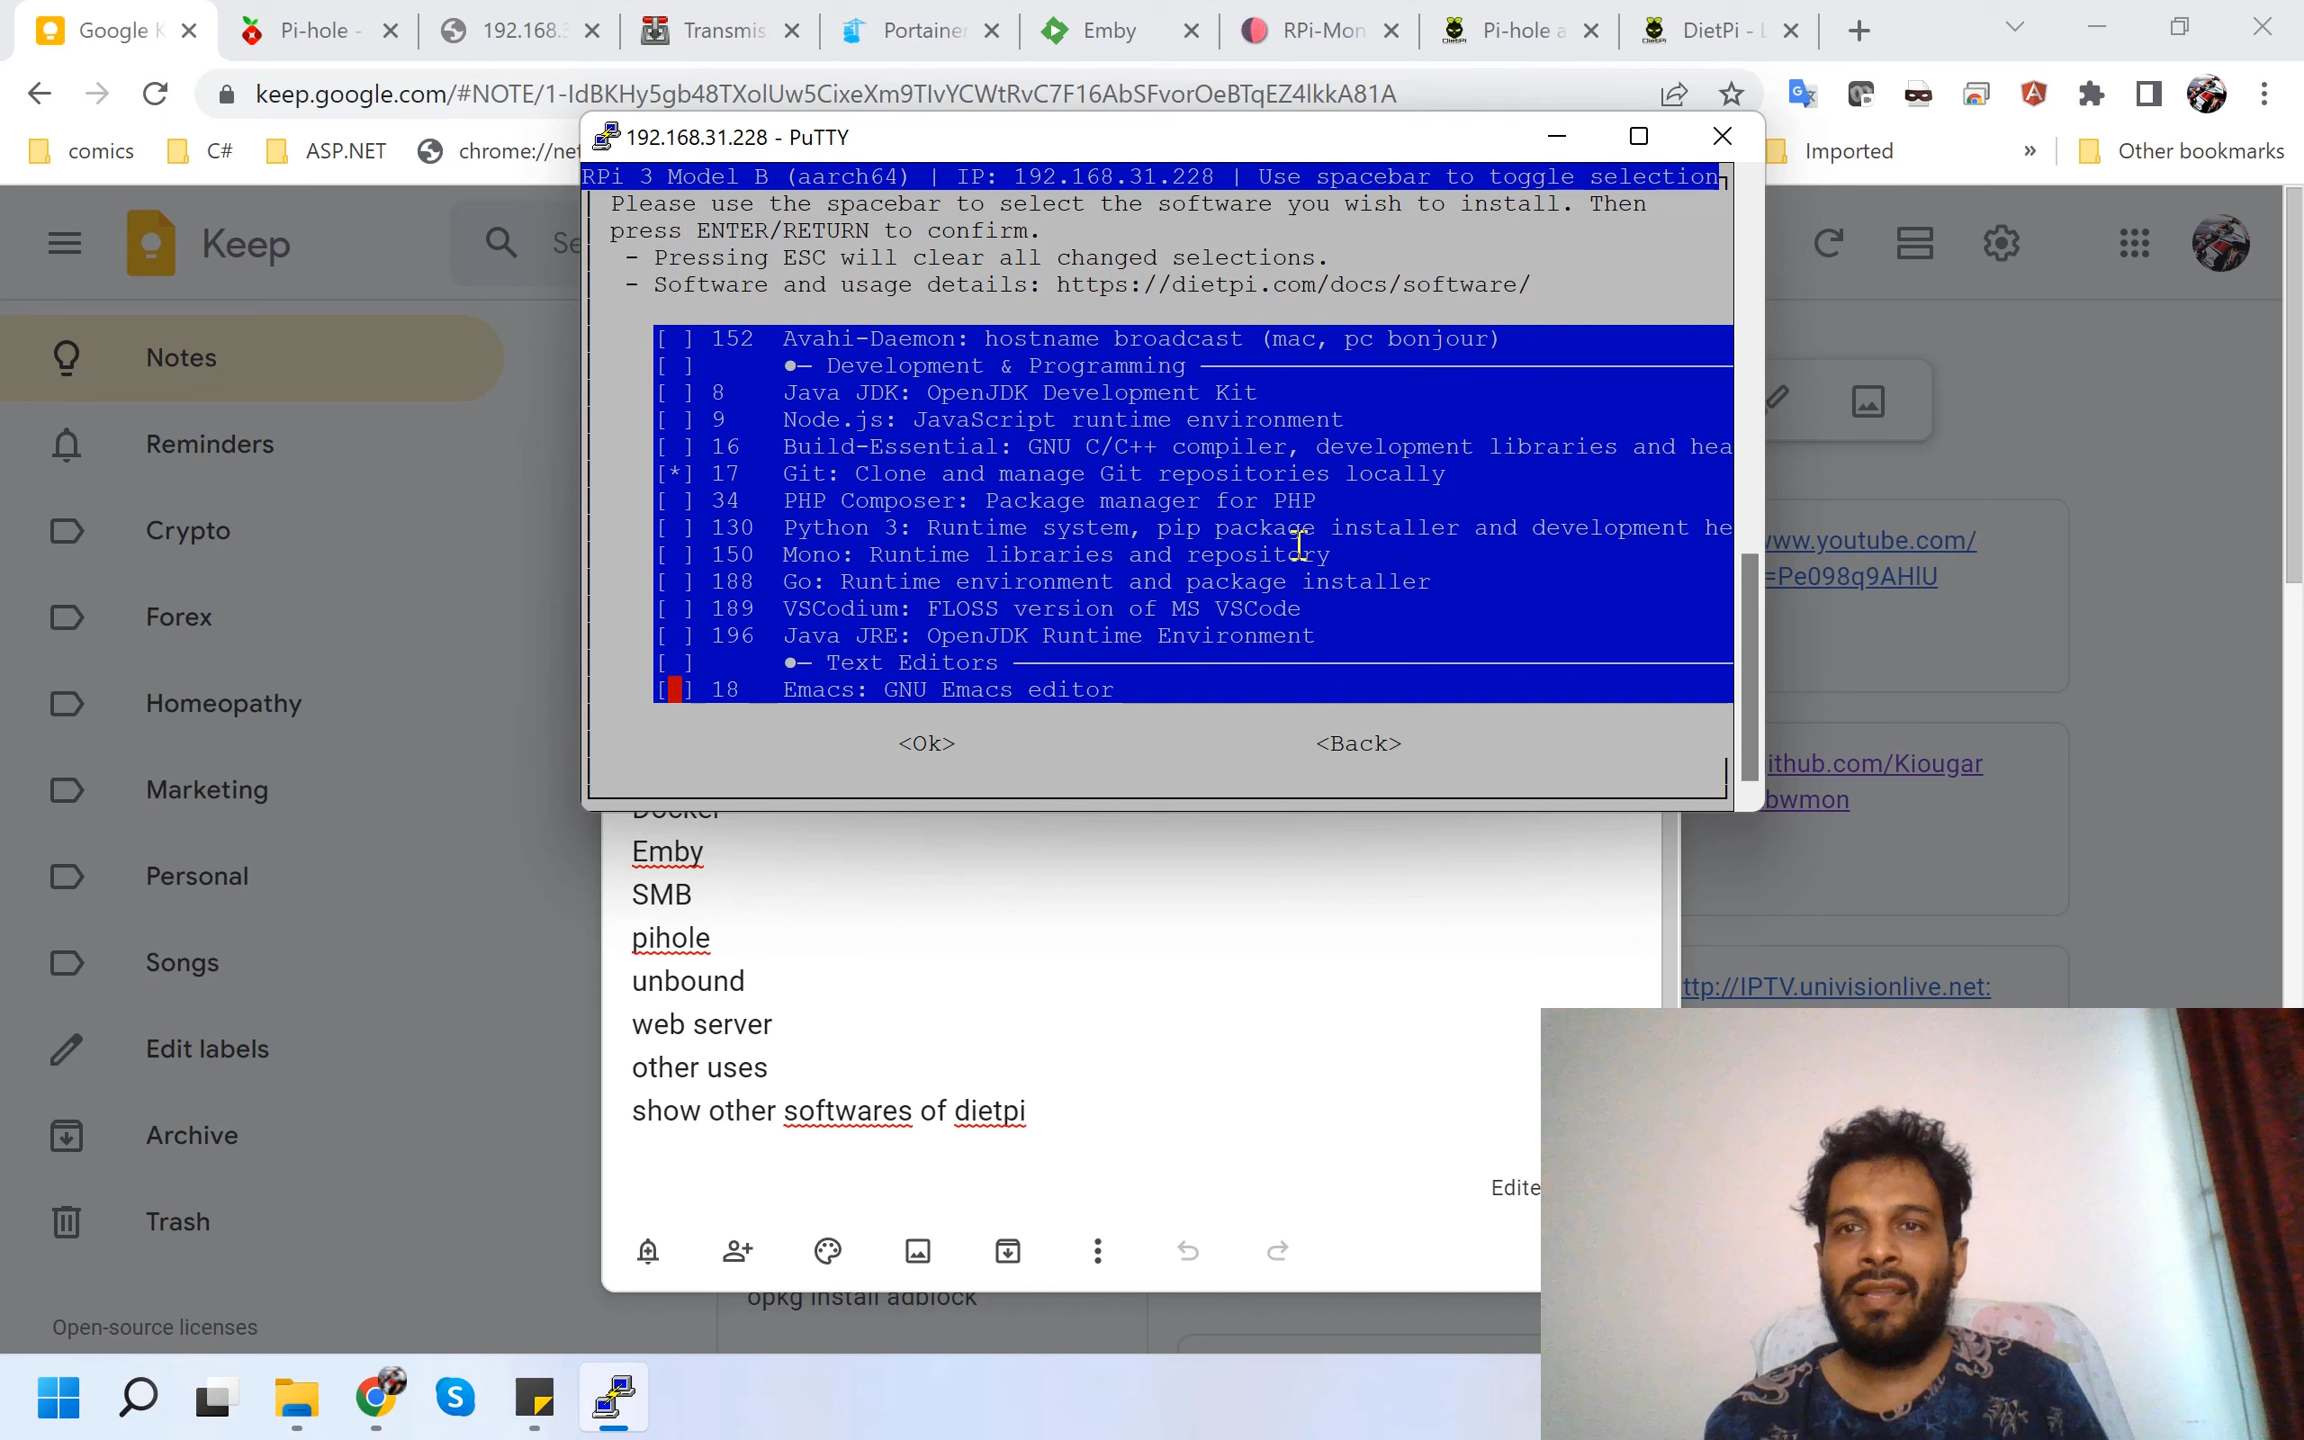 Google K
Pi-hole -
192.168.3
Transmis
Portainer
Emby
RPi-Mon
Pi-hole a
DietPi - L
keep.google.com/#NOTE/1-IdBKHy5gb48TXolUw5CixeXm9TIvYCWtRvC7F16AbSFvorOeBTqEZ4lkkA81A
comics
C#
ASP.NET
chrome://net
Imported
»
Other bookmarks
192.168.31.228 - PuTTY
RPi 3 Model B (aarch64) | IP: 192.168.31.228 | Use spacebar to toggle selection
Please use the spacebar to select the software you wish to install. Then
press ENTER/RETURN to confirm.
- Pressing ESC will clear all changed selections.
- Software and usage details: https://dietpi.com/docs/software/
[ ] 152 Avahi-Daemon: hostname broadcast (mac, pc bonjour)
[ ] ●─ Development & Programming
[ ] 8 Java JDK: OpenJDK Development Kit
[ ] 9 Node.js: JavaScript runtime environment
[ ] 16 Build-Essential: GNU C/C++ compiler, development libraries and hea
[*] 17 Git: Clone and manage Git repositories locally
[ ] 34 PHP Composer: Package manager for PHP
[ ] 130 Python 3: Runtime system, pip package installer and development he
[ ] 150 Mono: Runtime libraries and repository
[ ] 188 Go: Runtime environment and package installer
[ ] 189 VSCodium: FLOSS version of MS VSCode
[ ] 196 Java JRE: OpenJDK Runtime Environment
[ ] ●─ Text Editors
[ ] 18 Emacs: GNU Emacs editor
<Ok> <Back>
Keep
Se
Notes
Reminders
Crypto
Forex
Homeopathy
Marketing
Personal
Songs
Edit labels
Archive
Trash
Open-source licenses
Docker
Emby
SMB
pihole
unbound
web server
other uses
show other softwares of dietpi
Edite
opkg install adblock
www.youtube.com/
=Pe098q9AHlU
ithub.com/Kiougar
bwmon
ttp://IPTV.univisionlive.net: